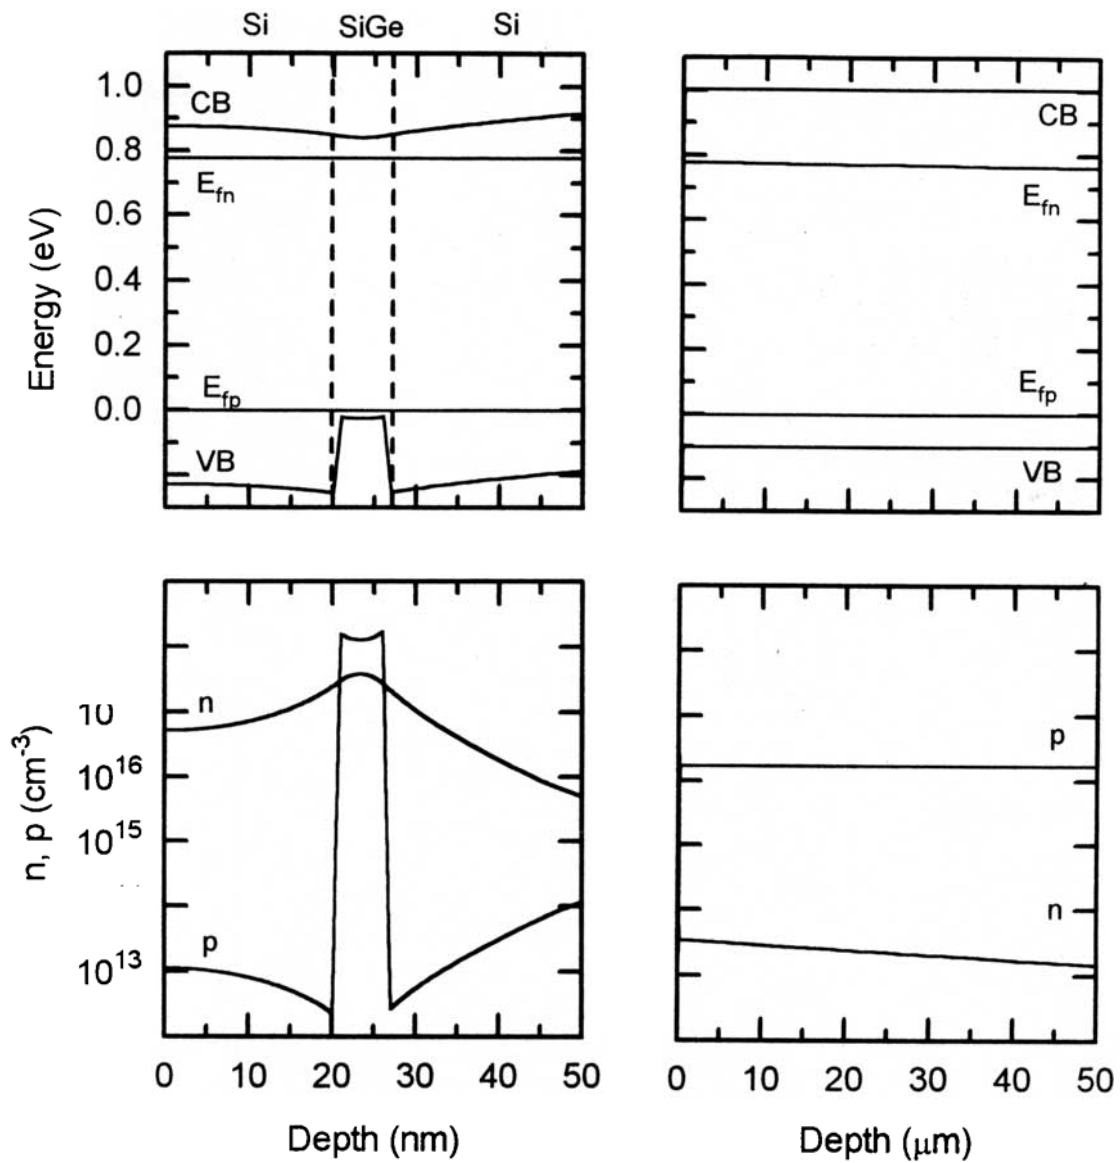 Si SiGe Si
1.0
0.8
0.6
0.4
0.2
0.0
Energy (eV)
CB
E_fn
E_fp
VB
CB
E_fn
E_fp
VB
10
10^16
10^15
10^13
n, p (cm^-3)
n
p
p
n
0 10 20 30 40 50
Depth (nm)
0 10 20 30 40 50
Depth (μm)